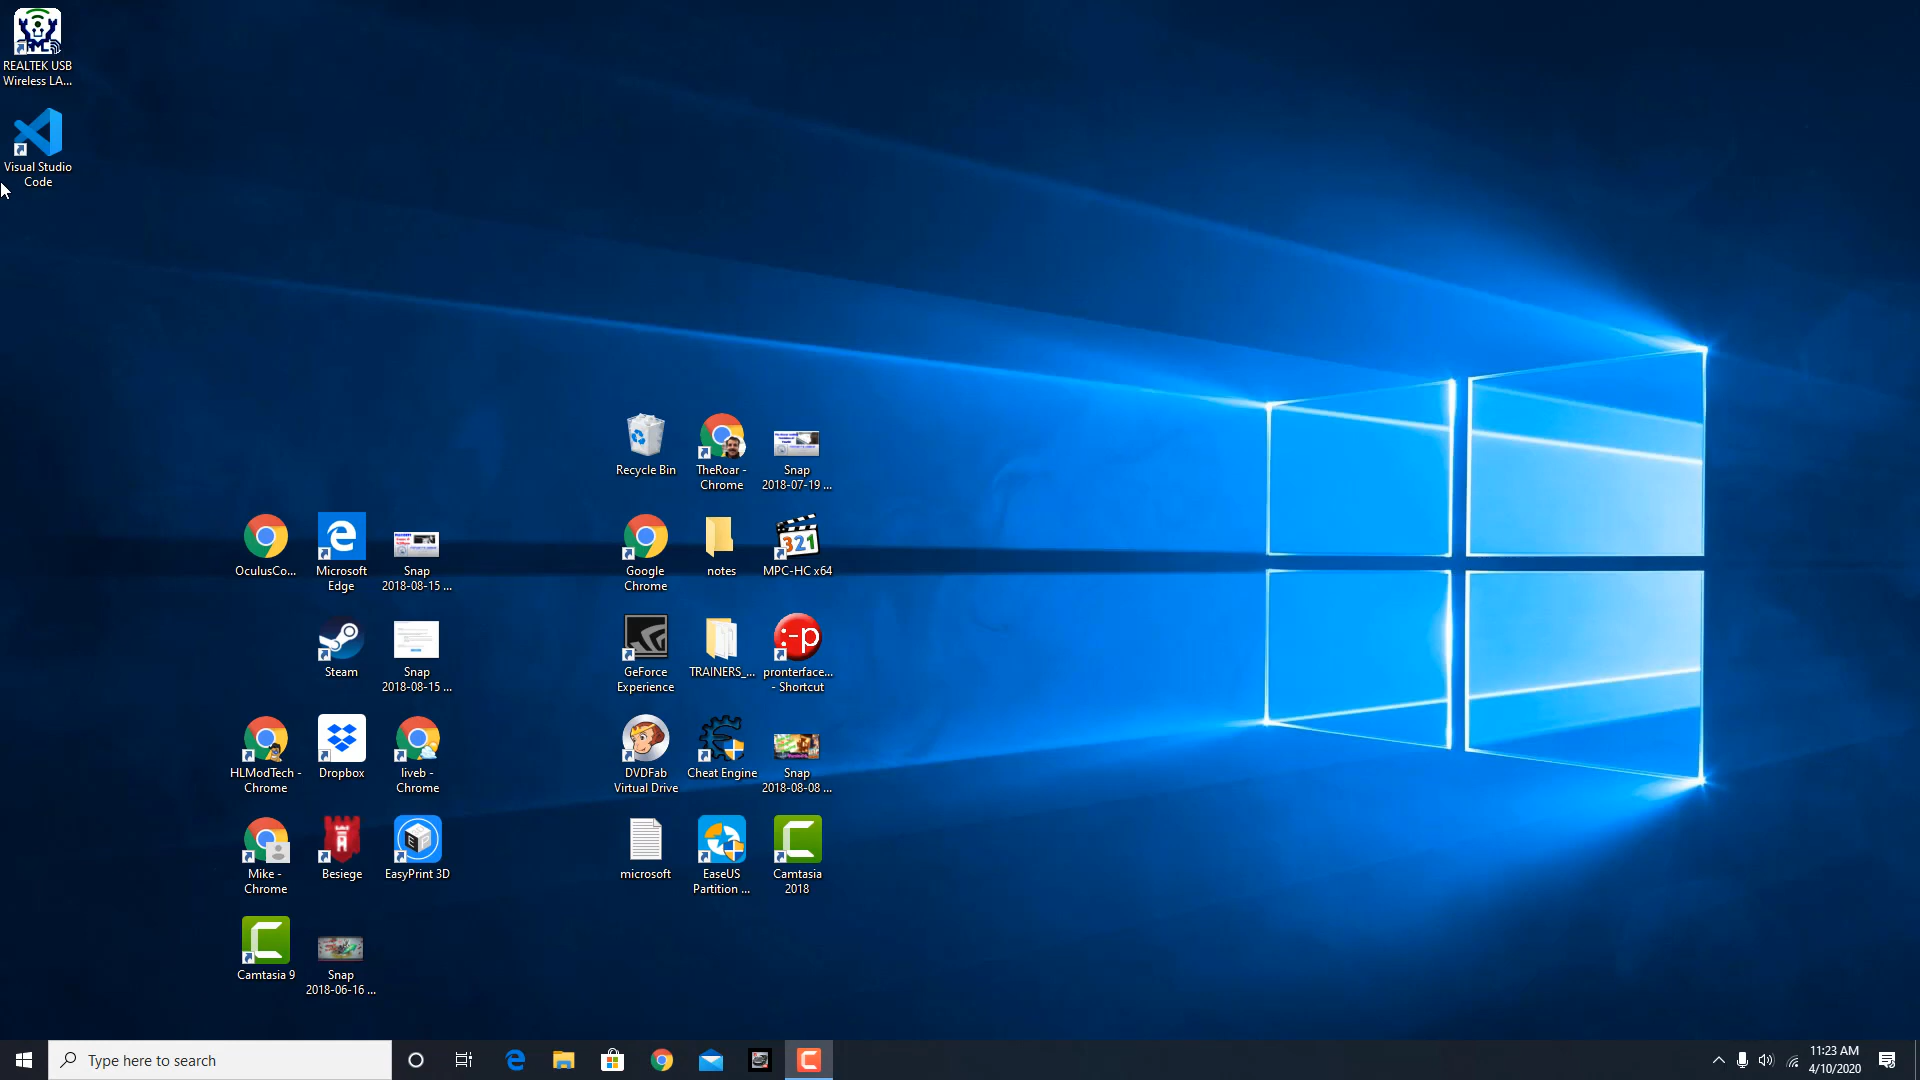 REALTEK USB
Wireless LA...
Visual Studio
Code
Recycle Bin
TheRoar -
Chrome
Snap
2018-07-19 ...
OculusCo...
Microsoft
Edge
Snap
2018-08-15 ...
Google
Chrome
notes
321
MPC-HC x64
Steam
Snap
2018-08-15 ...
GeForce
Experience
TRAINERS_...
:-p
pronterface...
- Shortcut
HLModTech -
Chrome
Dropbox
liveb -
Chrome
DVDFab
Virtual Drive
Cheat Engine
Snap
2018-08-08 ...
Mike -
Chrome
Besiege
EasyPrint 3D
microsoft
EaseUS
Partition ...
Camtasia
2018
Camtasia 9
Snap
2018-06-16 ...
Type here to search
11:23 AM
4/10/2020